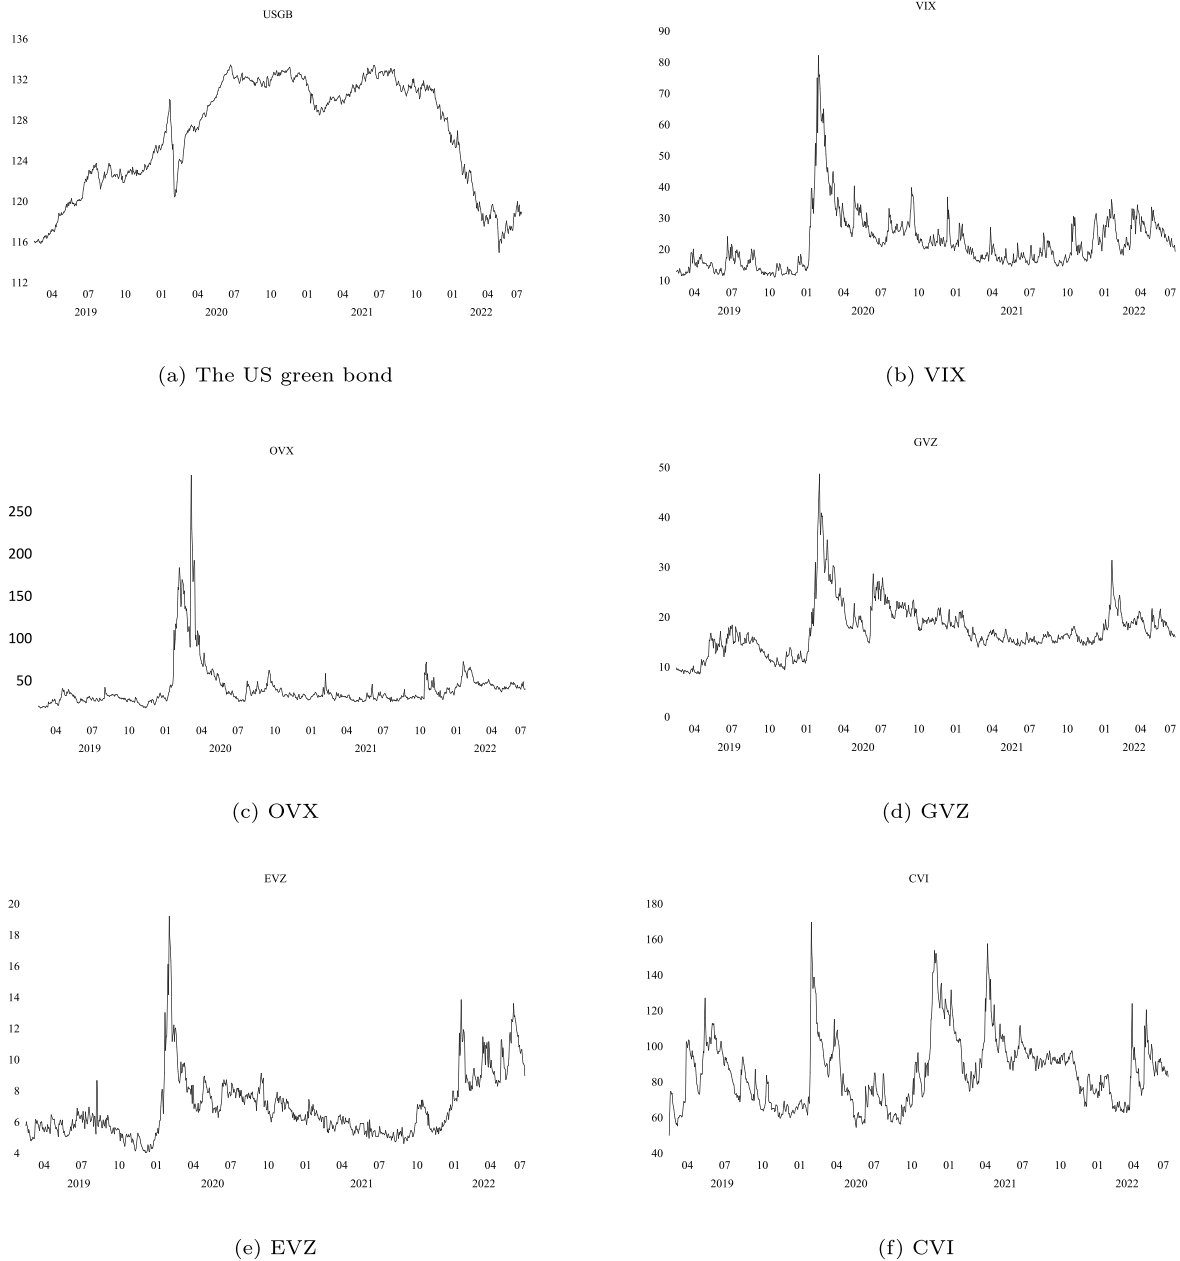 USGB
136
132
128
124
120
116
112
04 07 10 01 04 07 10 01 04 07 10 01 04 07
2019 2020 2021 2022
(a) The US green bond
VIX
90
80
70
60
50
40
30
20
10
04 07 10 01 04 07 10 01 04 07 10 01 04 07
2019 2020 2021 2022
(b) VIX
OVX
250
200
150
100
50
04 07 10 01 04 07 10 01 04 07 10 01 04 07
2019 2020 2021 2022
(c) OVX
GVZ
50
40
30
20
10
0
04 07 10 01 04 07 10 01 04 07 10 01 04 07
2019 2020 2021 2022
(d) GVZ
EVZ
20
18
16
14
12
10
8
6
4
04 07 10 01 04 07 10 01 04 07 10 01 04 07
2019 2020 2021 2022
(e) EVZ
CVI
180
160
140
120
100
80
60
40
04 07 10 01 04 07 10 01 04 07 10 01 04 07
2019 2020 2021 2022
(f) CVI